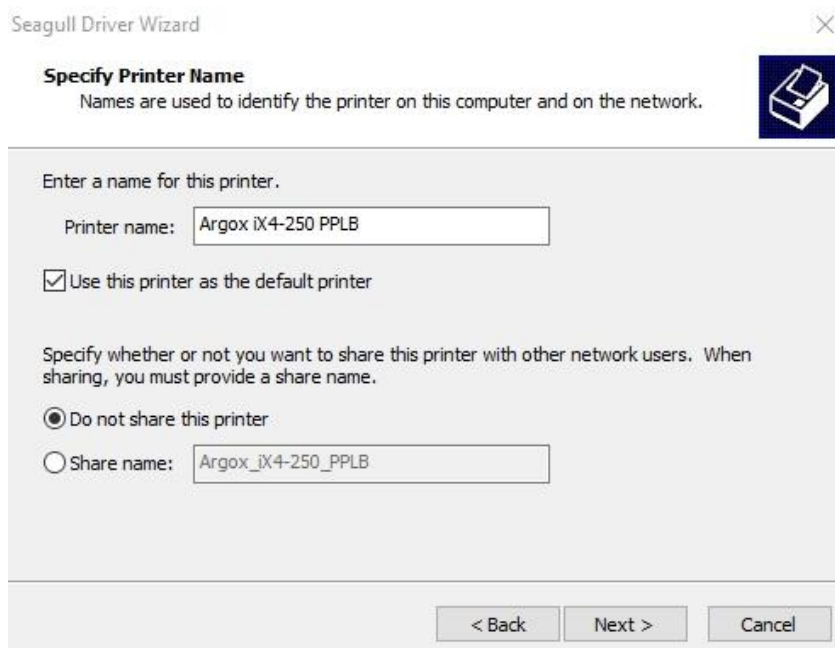 Seagull Driver Wizard
Specify Printer Name
Names are used to identify the printer on this computer and on the network.
Enter a name for this printer.
Printer name: Argox iX4-250 PPLB
Use this printer as the default printer
Specify whether or not you want to share this printer with other network users. When
sharing, you must provide a share name.
Do not share this printer
Share name: Argox_iX4-250_PPLB
< Back Next > Cancel